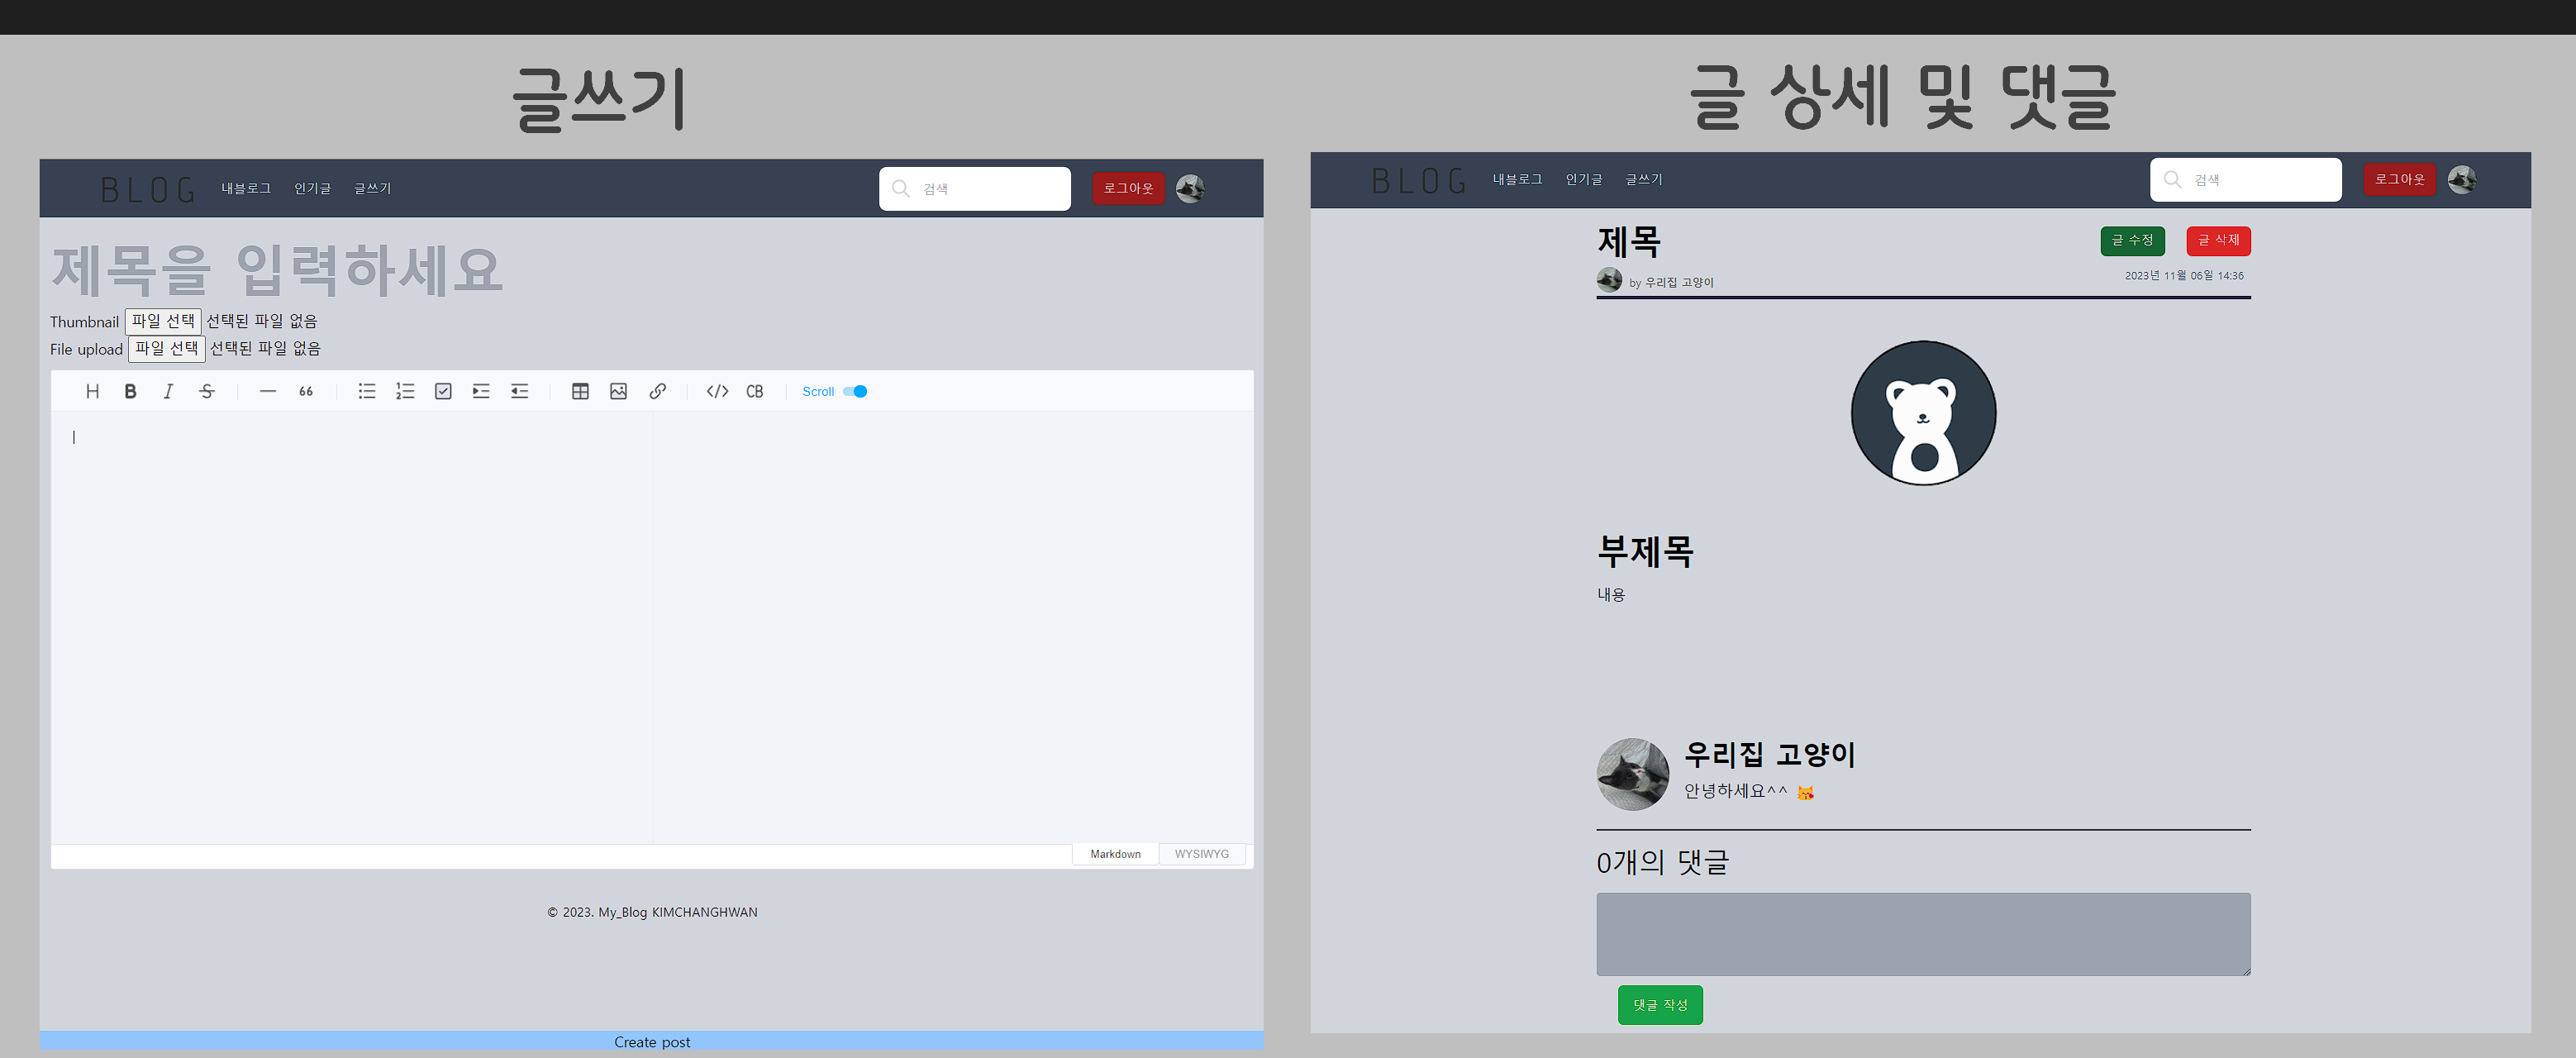 글쓰기
BLOG 내블로그 인기글 글쓰기 검색 로그아웃
제목을 입력하세요
Thumbnail 파일 선택 선택된 파일 없음
File upload 파일 선택 선택된 파일 없음
H B I S — 66 </> CB Scroll
Markdown WYSIWYG
© 2023. My_Blog KIMCHANGHWAN
Create post
글 상세 및 댓글
BLOG 내블로그 인기글 글쓰기 검색 로그아웃
제목 글 수정 글 삭제
by 우리집 고양이 2023년 11월 06일 14:36
부제목
내용
우리집 고양이
안녕하세요^^ 😽
0개의 댓글
댓글 작성